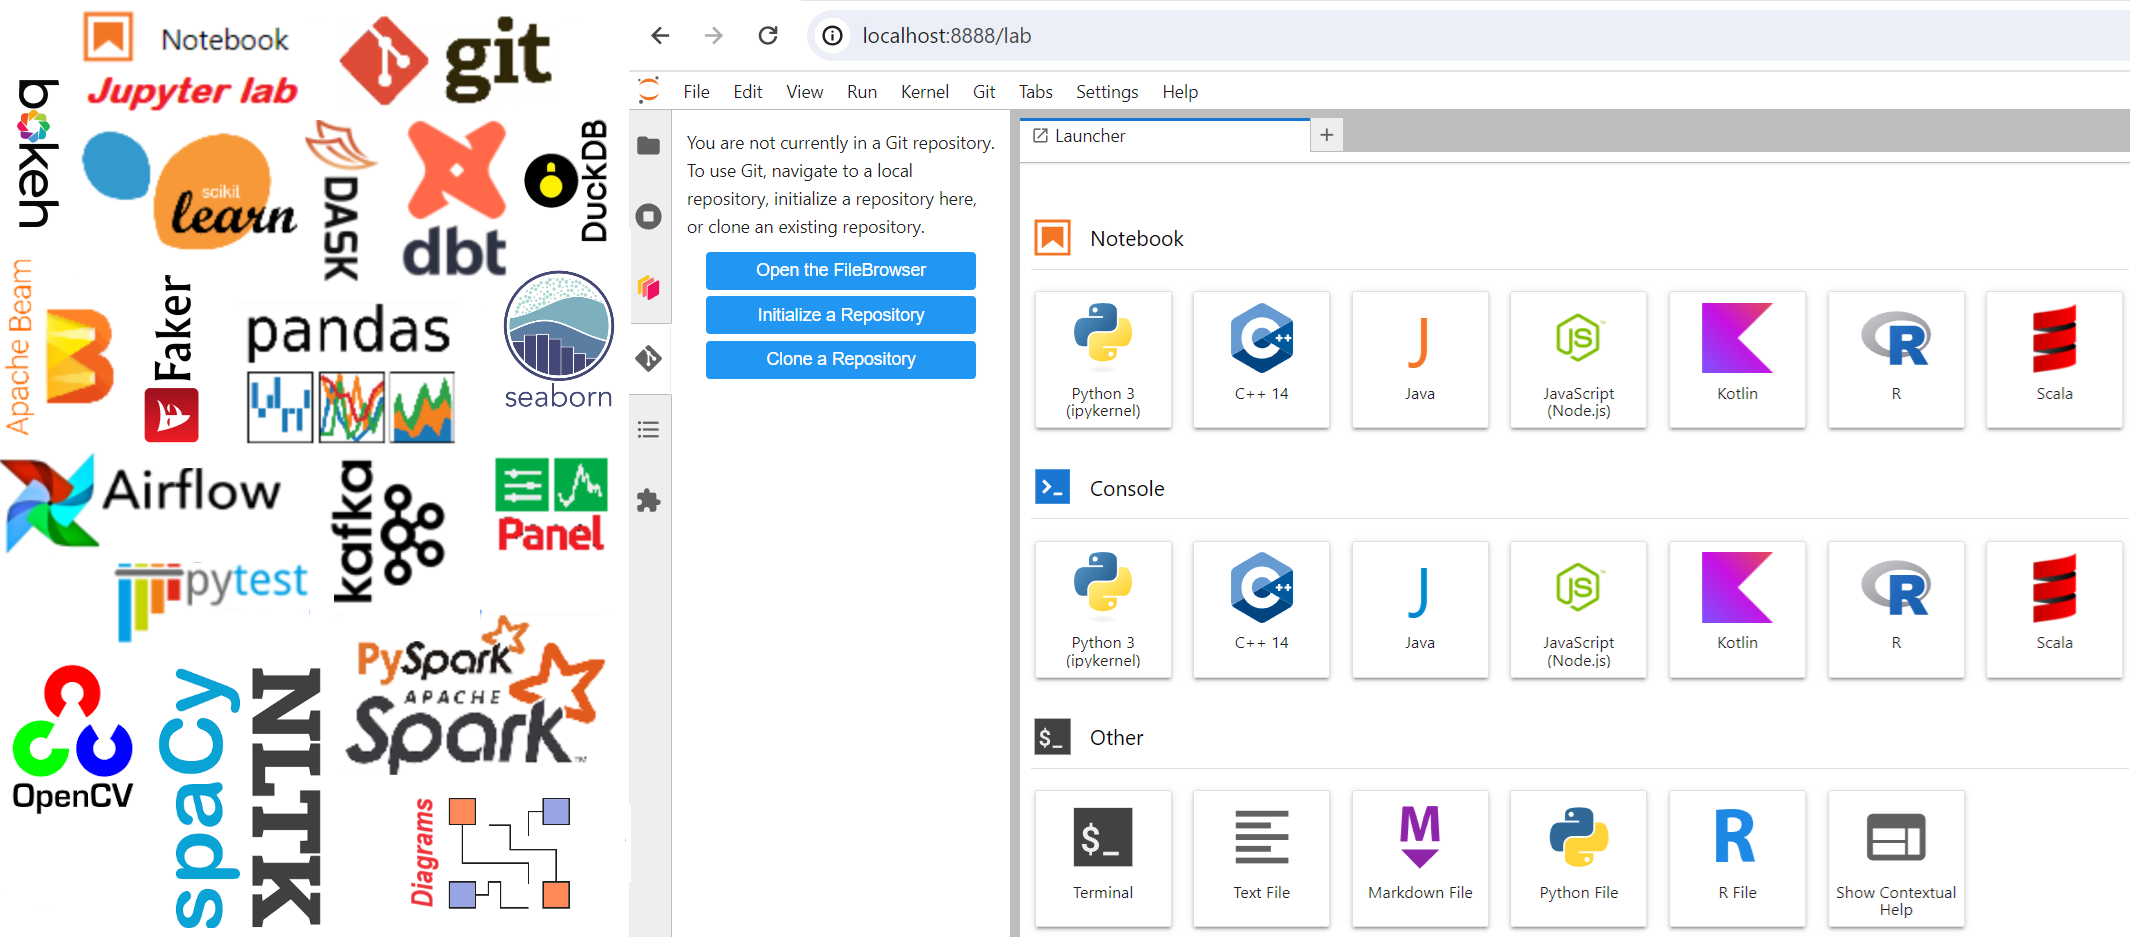 Notebook
Jupyter lab
git
bokeh
scikit
learn
DASK
dbt
DuckDB
Apache Beam
Faker
pandas
seaborn
Airflow
kafka
Panel
pytest
PySpark
APACHE
Spark
TM
OpenCV
spaCy
NLTK
Diagrams
localhost:8888/lab
File Edit View Run Kernel Git Tabs Settings Help
You are not currently in a Git repository.
To use Git, navigate to a local
repository, initialize a repository here,
or clone an existing repository.
Open the FileBrowser
Initialize a Repository
Clone a Repository
Launcher
Notebook
Python 3
(ipykernel)
C++ 14
Java
JavaScript
(Node.js)
Kotlin
R
Scala
Console
Python 3
(ipykernel)
C++ 14
Java
JavaScript
(Node.js)
Kotlin
R
Scala
$_ Other
Terminal
Text File
Markdown File
Python File
R File
Show Contextual
Help